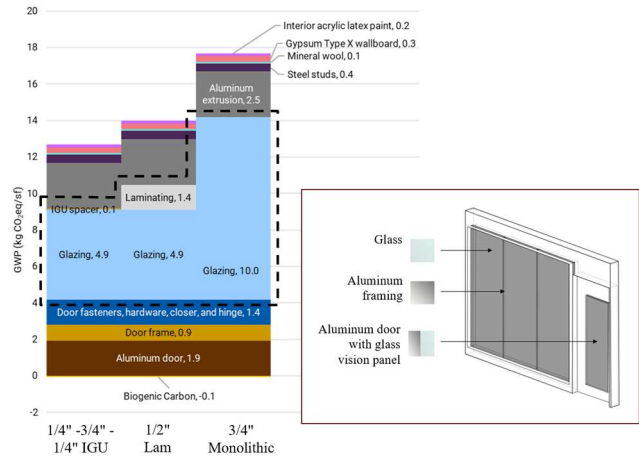 20
18
16
14
12
10
8
6
4
2
0
-2
GWP (kg CO₂eq/sf)
Interior acrylic latex paint, 0.2
Gypsum Type X wallboard, 0.3
Mineral wool, 0.1
Steel studs, 0.4
Aluminum
extrusion, 2.5
Laminating, 1.4
IGU spacer, 0.1
Glazing, 4.9
Glazing, 4.9
Glazing, 10.0
Door fasteners, hardware, closer, and hinge, 1.4
Door frame, 0.9
Aluminum door, 1.9
Biogenic Carbon, -0.1
1/4" -3/4" -
1/4" IGU
1/2"
Lam
3/4"
Monolithic
Glass
Aluminum
framing
Aluminum door
with glass
vision panel